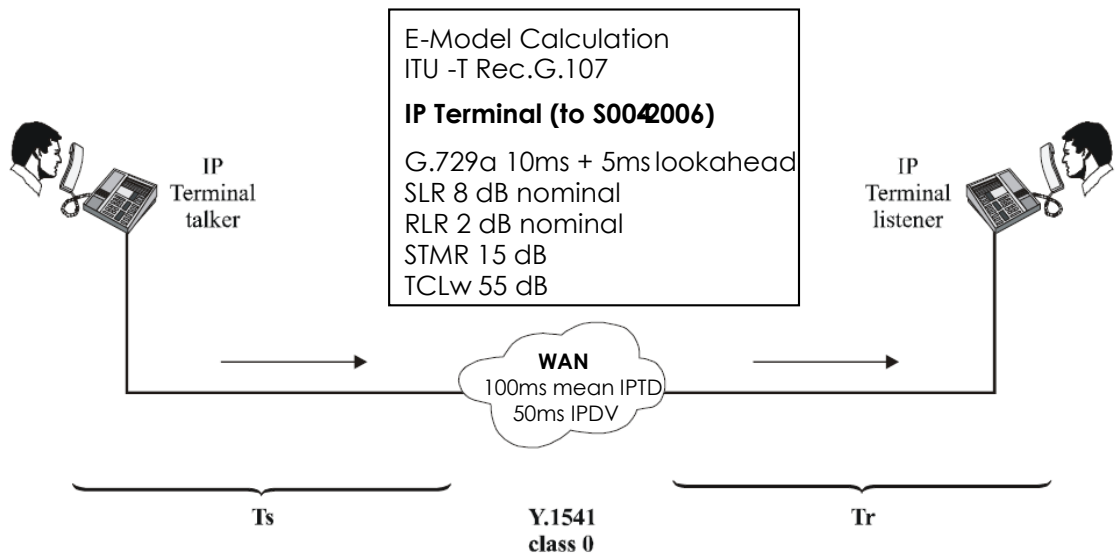 E-Model Calculation
ITU -T Rec.G.107
IP Terminal (to S004-2006)
G.729a 10ms + 5ms lookahead
SLR 8 dB nominal
RLR 2 dB nominal
STMR 15 dB
TCLw 55 dB
IP
Terminal
talker
IP
Terminal
listener
WAN
100ms mean IPTD
50ms IPDV
Ts
Y.1541
class 0
Tr